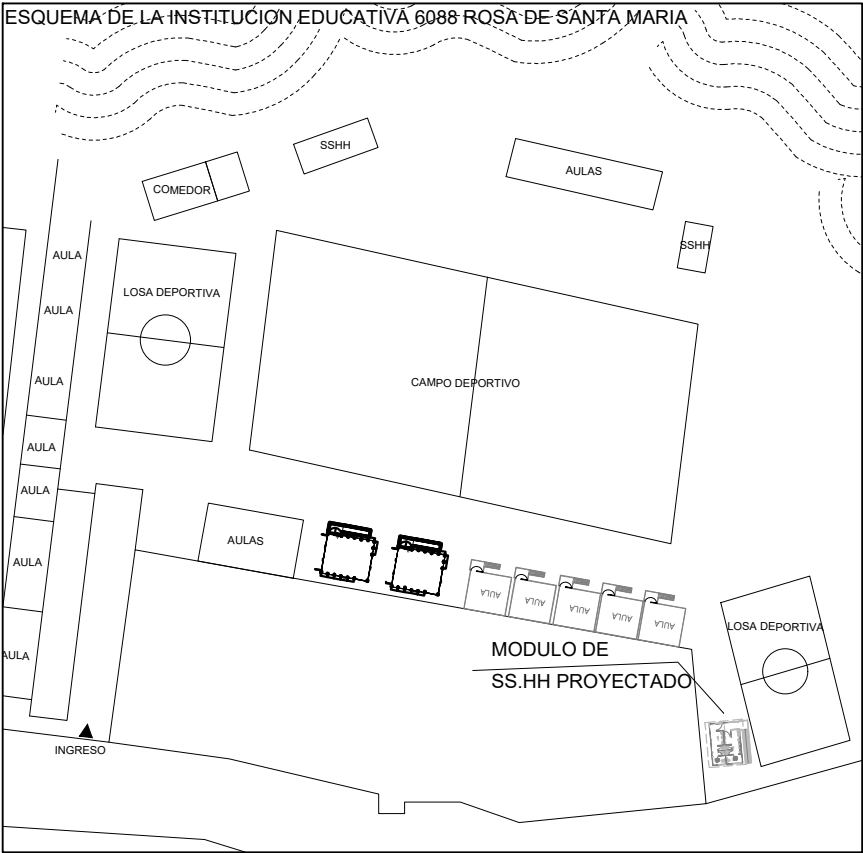 ESQUEMA DE LA INSTITUCION EDUCATIVA 6088 ROSA DE SANTA MARIA
SSHH
AULAS
COMEDOR
SSHH
AULA
LOSA DEPORTIVA
AULA
AULA
CAMPO DEPORTIVO
AULA
AULA
AULAS
AULA
AULA
AULA
AULA
AULA
AULA
LOSA DEPORTIVA
MODULO DE
SS.HH PROYECTADO
AULA
INGRESO